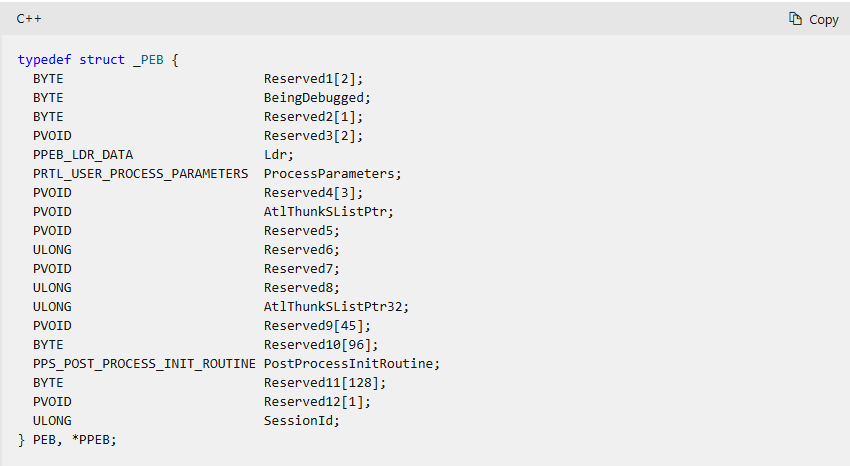 C++
Copy
typedef struct _PEB {
  BYTE                          Reserved1[2];
  BYTE                          BeingDebugged;
  BYTE                          Reserved2[1];
  PVOID                         Reserved3[2];
  PPEB_LDR_DATA                 Ldr;
  PRTL_USER_PROCESS_PARAMETERS  ProcessParameters;
  PVOID                         Reserved4[3];
  PVOID                         AtlThunkSListPtr;
  PVOID                         Reserved5;
  ULONG                         Reserved6;
  PVOID                         Reserved7;
  ULONG                         Reserved8;
  ULONG                         AtlThunkSListPtr32;
  PVOID                         Reserved9[45];
  BYTE                          Reserved10[96];
  PPS_POST_PROCESS_INIT_ROUTINE PostProcessInitRoutine;
  BYTE                          Reserved11[128];
  PVOID                         Reserved12[1];
  ULONG                         SessionId;
} PEB, *PPEB;